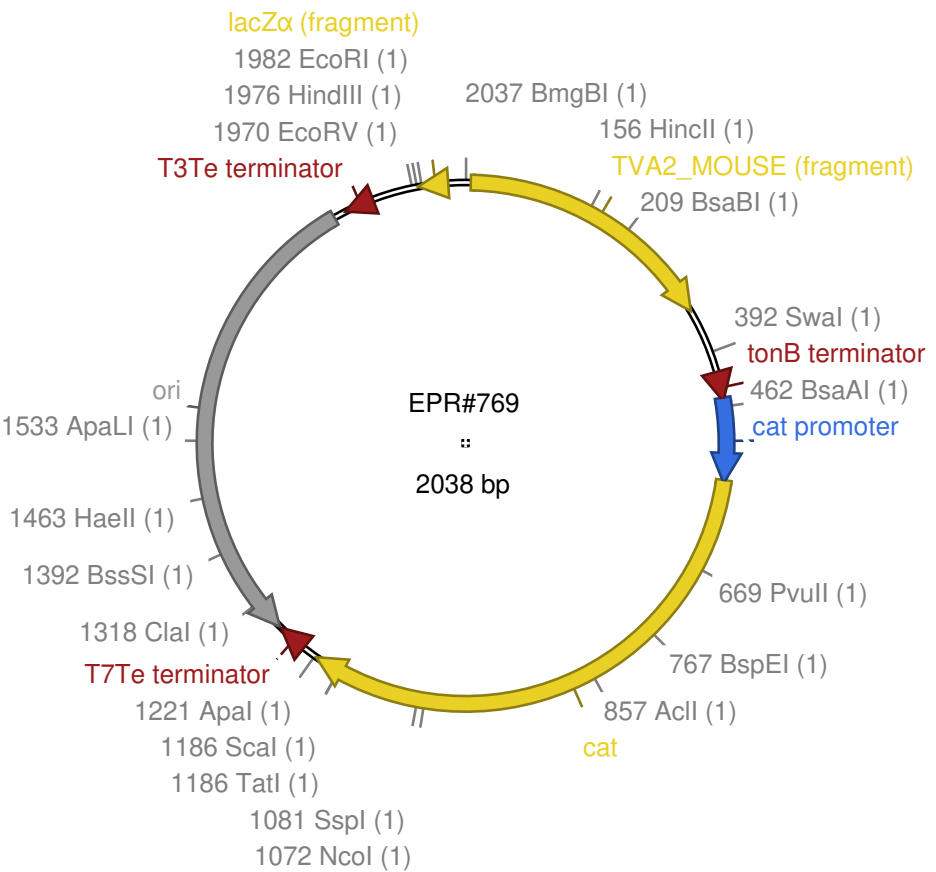 lacZα (fragment)
1982 EcoRI (1)
1976 HindIII (1)
1970 EcoRV (1)
T3Te terminator
2037 BmgBI (1)
156 HincII (1)
TVA2_MOUSE (fragment)
209 BsaBI (1)
392 SwaI (1)
tonB terminator
462 BsaAI (1)
cat promoter
EPR#769
2038 bp
ori
1533 ApaLI (1)
1463 HaeII (1)
1392 BssSI (1)
1318 ClaI (1)
T7Te terminator
1221 ApaI (1)
1186 ScaI (1)
1186 TatI (1)
1081 SspI (1)
1072 NcoI (1)
669 PvuII (1)
767 BspEI (1)
857 AclI (1)
cat